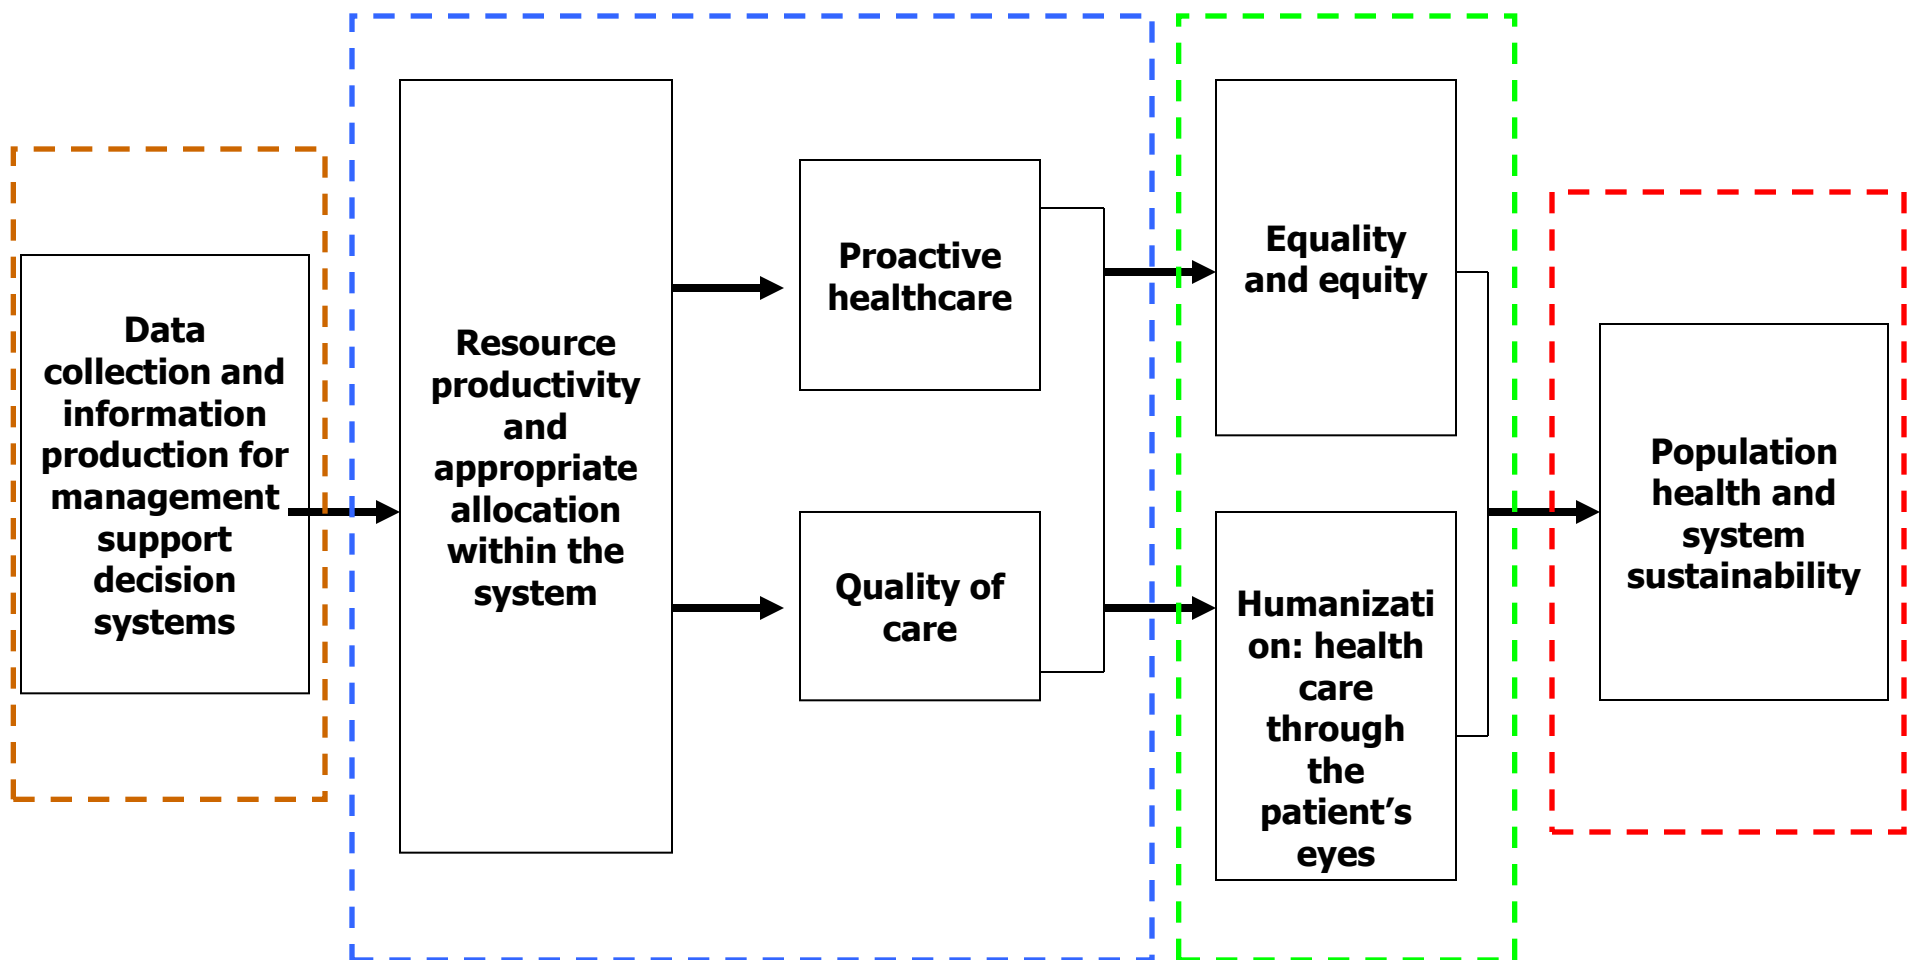 Data
collection and
information
production for
management
support
decision
systems
Resource
productivity
and
appropriate
allocation
within the
system
Proactive
healthcare
Quality of
care
Equality
and equity
Humanizati
on: health
care
through
the
patient’s
eyes
Population
health and
system
sustainability